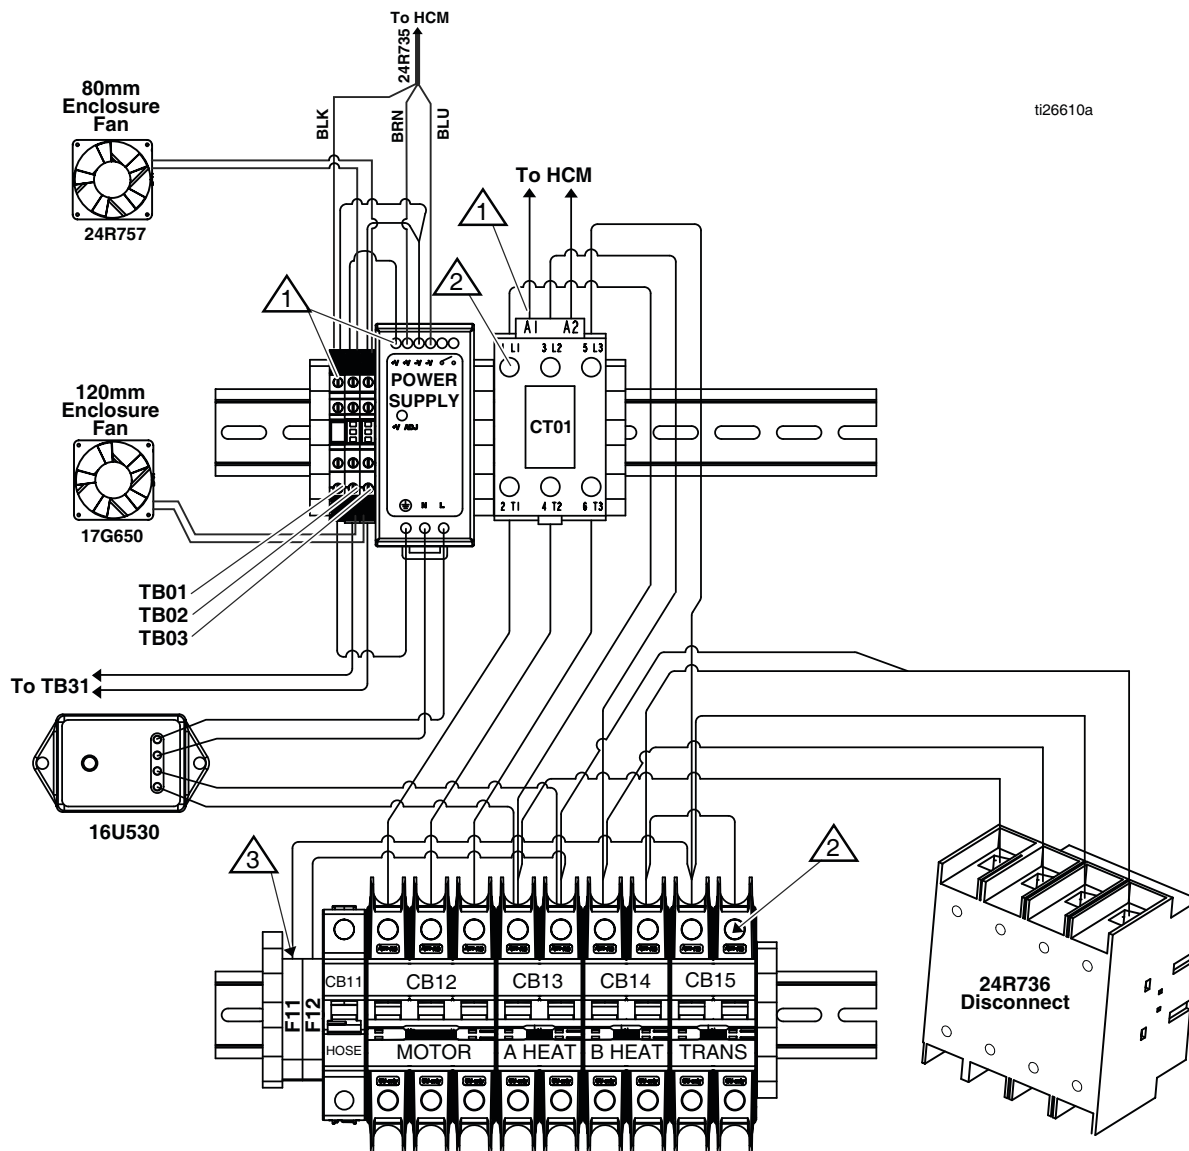 To HCM
24R735
80mm
Enclosure
Fan
24R757
BLK
BRN
BLU
ti26610a
To HCM
1
2
1
A1 A2
1 L1 3 L2 5 L3
+V +V -V -V
POWER
SUPPLY
+V ADJ
CT01
N L
2 T1 4 T2 6 T3
120mm
Enclosure
Fan
17G650
TB01
TB02
TB03
To TB31
16U530
3
2
F11
F12
CB11
CB12
CB13
CB14
CB15
HOSE
MOTOR
A HEAT
B HEAT
TRANS
24R736
Disconnect